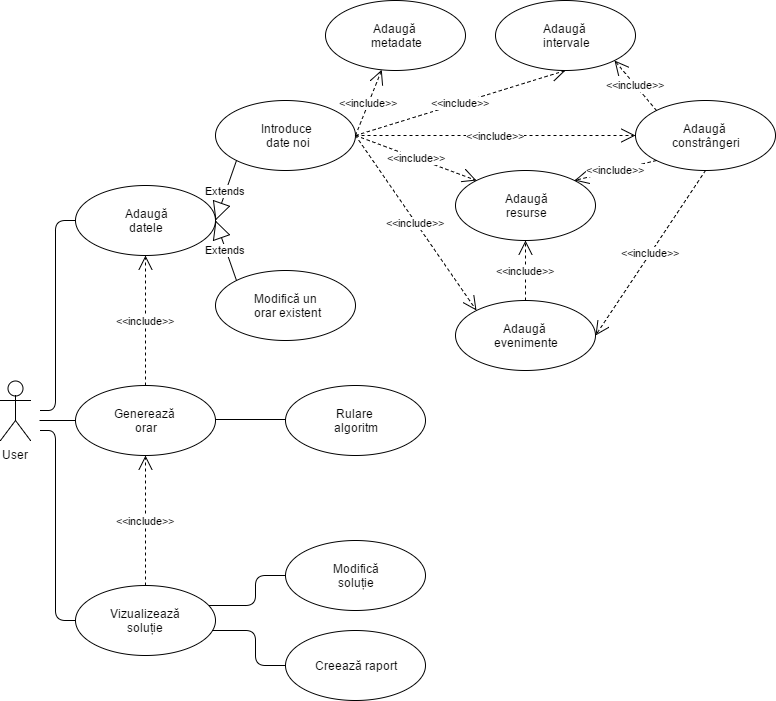 Adaugă
metadate
Adaugă
intervale
<<include>>
<<include>>
<<include>>
Introduce
date noi
<<include>>
Adaugă
constrângeri
<<include>>
<<include>>
Extends
Adaugă
resurse
Adaugă
datele
<<include>>
Extends
<<include>>
<<include>>
Modifică un
orar existent
<<include>>
Adaugă
evenimente
User
Generează
orar
Rulare
algoritm
<<include>>
Modifică
soluție
Vizualizează
soluție
Creează raport